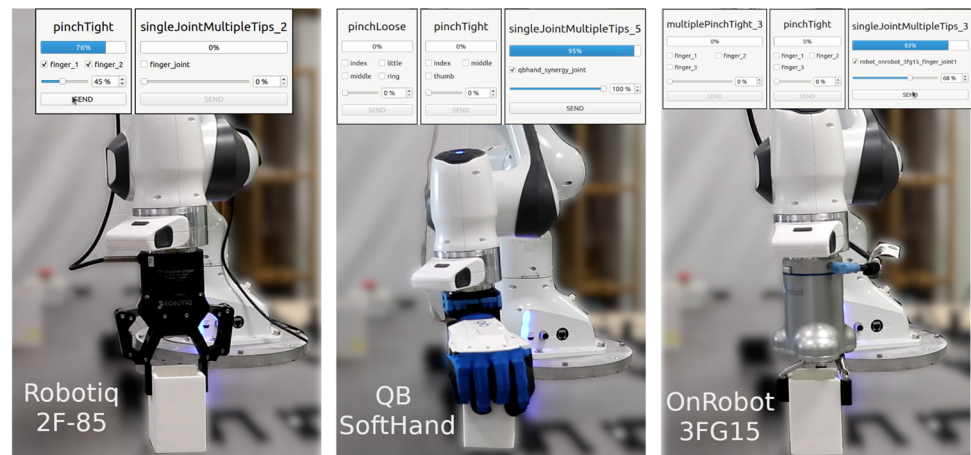 pinchTight
76%
finger_1 finger_2
45 %
SEND
singleJointMultipleTips_2
0%
finger_joint
0 %
SEND
pinchLoose
0%
index little
middle ring
0 %
SEND
pinchTight
0%
index middle
thumb
0 %
SEND
singleJointMultipleTips_5
95%
qbhand_synergy_joint
100 %
SEND
multiplePinchTight_3
0%
finger_1 finger_2
finger_3
0 %
SEND
pinchTight
0%
finger_1 finger_2
finger_3
0 %
SEND
singleJointMultipleTips_3
83%
robot_onrobot_3fg15_finger_joint1
68 %
SEND
ROBOTIQ
Robotiq
2F-85
QB
SoftHand
OnRobot
3FG15